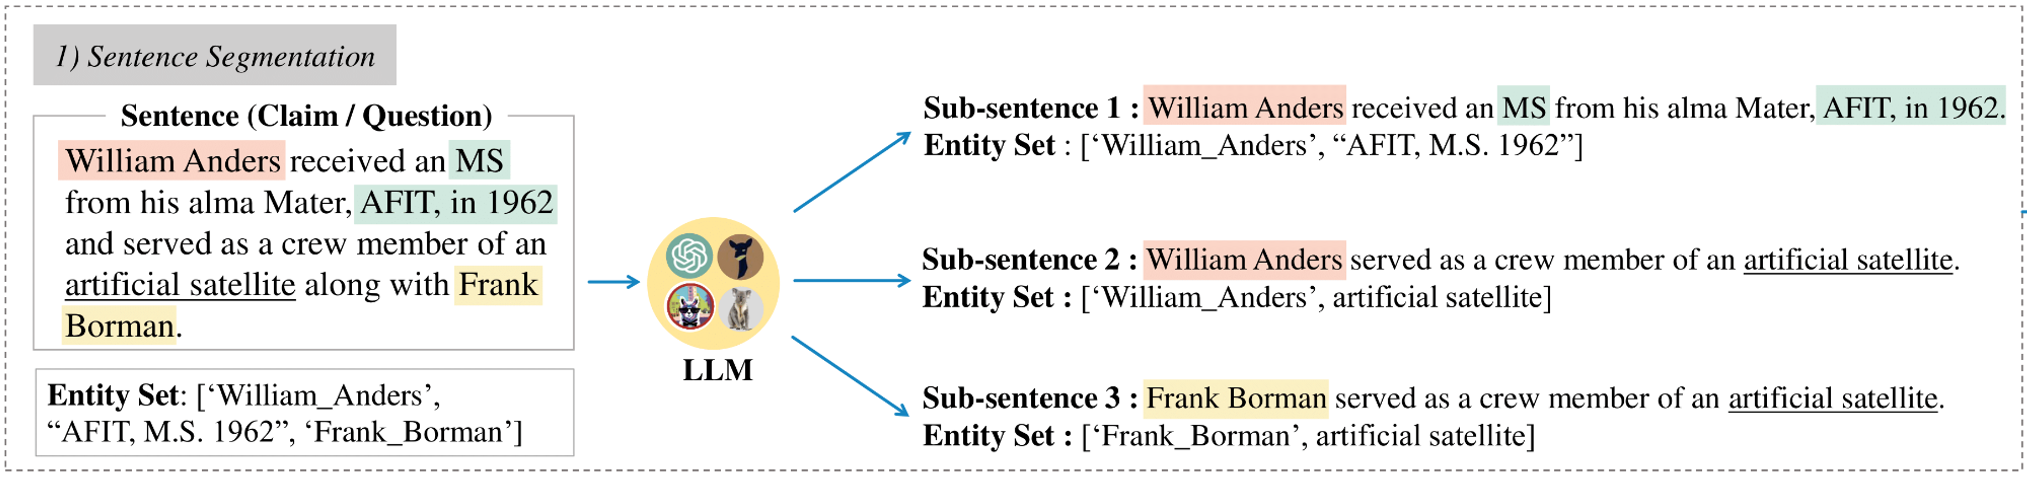 1) Sentence Segmentation
Sentence (Claim / Question)
William Anders received an MS
from his alma Mater, AFIT, in 1962
and served as a crew member of an
artificial satellite along with Frank
Borman.
Entity Set: [‘William_Anders’,
“AFIT, M.S. 1962”, ‘Frank_Borman’]
LLM
Sub-sentence 1 : William Anders received an MS from his alma Mater, AFIT, in 1962.
Entity Set : [‘William_Anders’, “AFIT, M.S. 1962”]
Sub-sentence 2 : William Anders served as a crew member of an artificial satellite.
Entity Set : [‘William_Anders’, artificial satellite]
Sub-sentence 3 : Frank Borman served as a crew member of an artificial satellite.
Entity Set : [‘Frank_Borman’, artificial satellite]